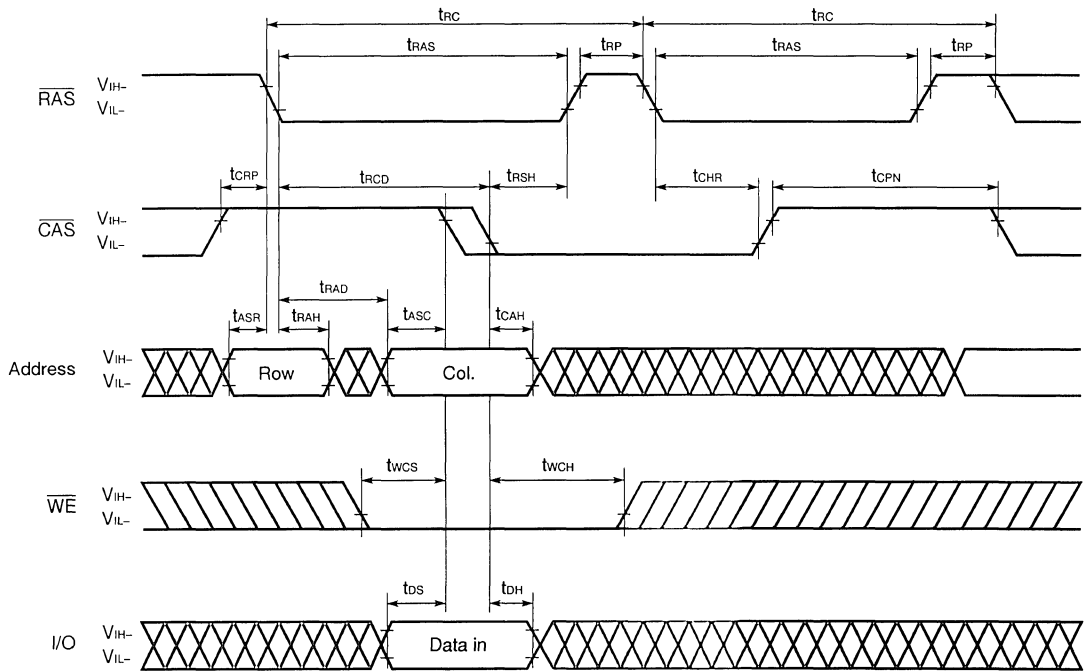 tRC tRC
tRAS tRP tRAS tRP
RAS VIH– VIL–
tCRP tRCD tRSH tCHR tCPN
CAS VIH– VIL–
tRAD
tASR tRAH tASC tCAH
Address VIH– VIL– Row Col.
tWCS tWCH
WE VIH– VIL–
tDS tDH
I/O VIH– VIL– Data in